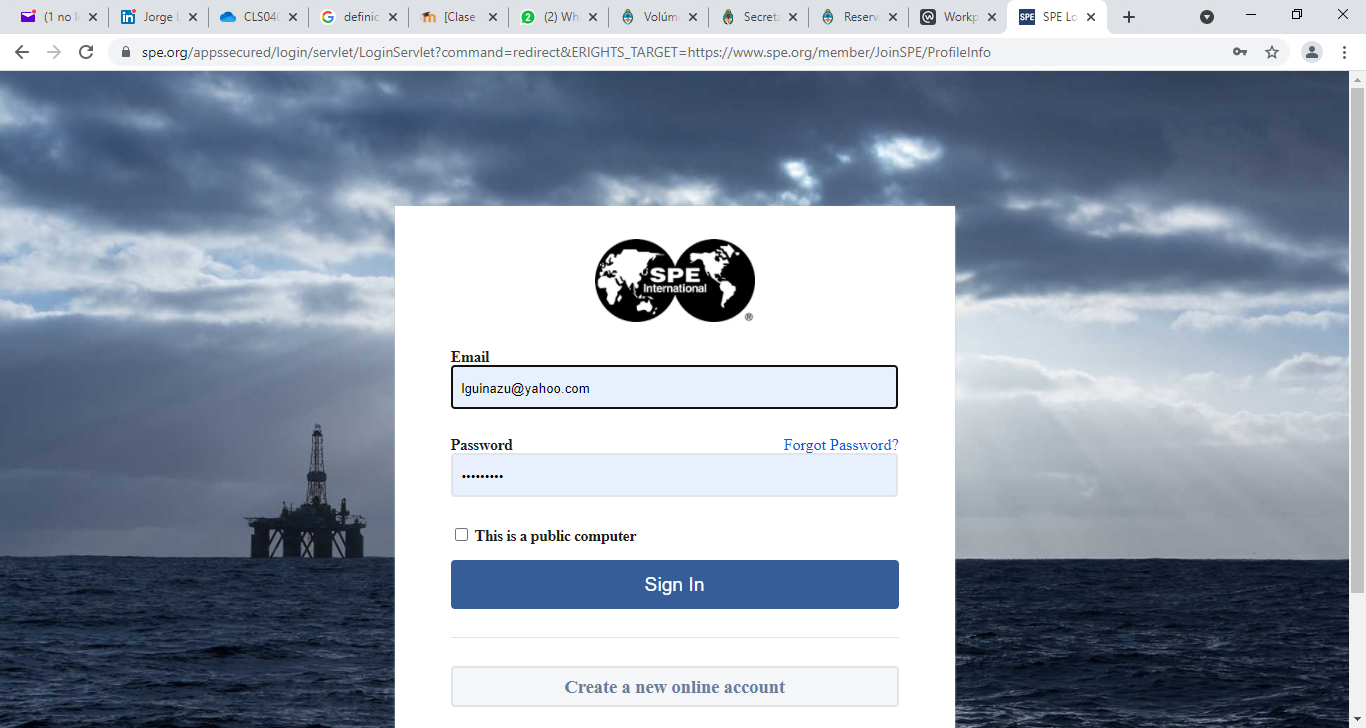 (1 no l
Jorge L
CLS04
definic
[Clase
(2) Wh
Volúm
Secret
Reserv
Workp
SPE Lo
spe.org/appssecured/login/servlet/LoginServlet?command=redirect&ERIGHTS_TARGET=https://www.spe.org/member/JoinSPE/ProfileInfo
SPE
International
®
Email
lguinazu@yahoo.com
Password Forgot Password?
•••••••••
This is a public computer
Sign In
Create a new online account